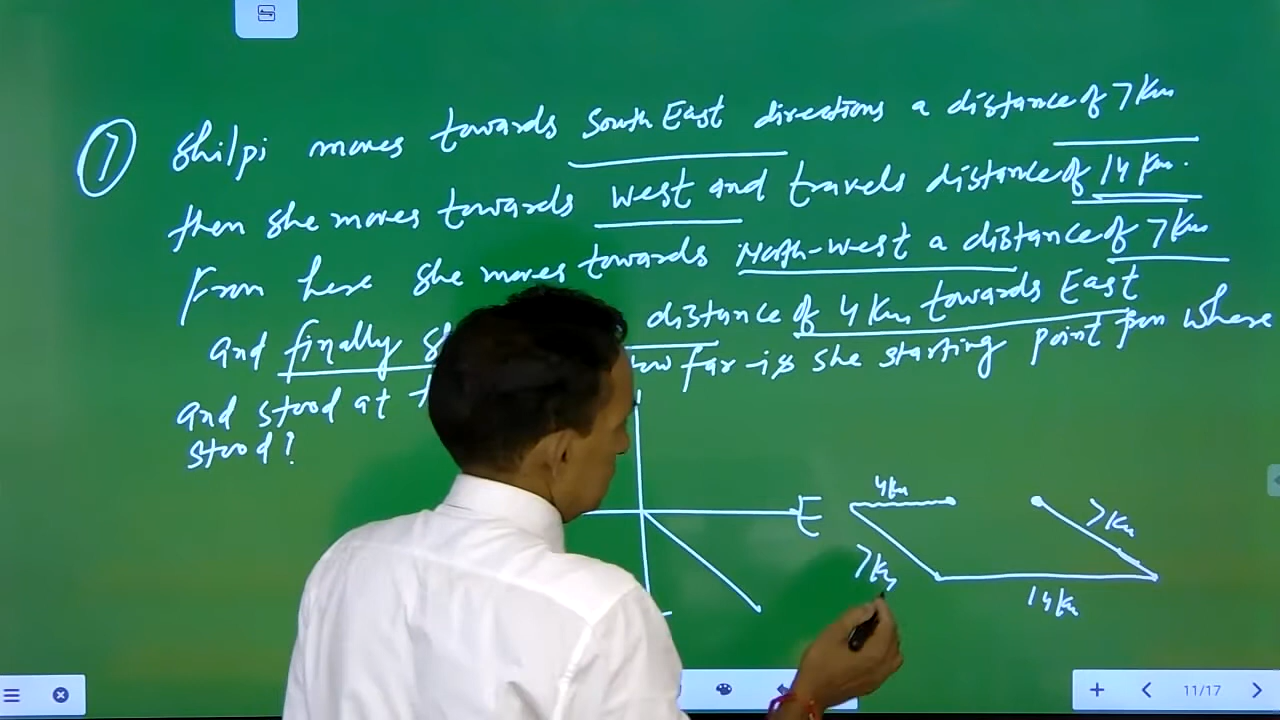 7 Shilpi moves towards South East directions a distance of 7 Km
then she moves towards west and travels distance of 14 Km.
From here she moves towards North-west a distance of 7 Km
and finally distance of 4 Km towards East
and stood at far is she starting point from where
stood?
E
4 Km
7 Km
7 Km
14 Km
11/17